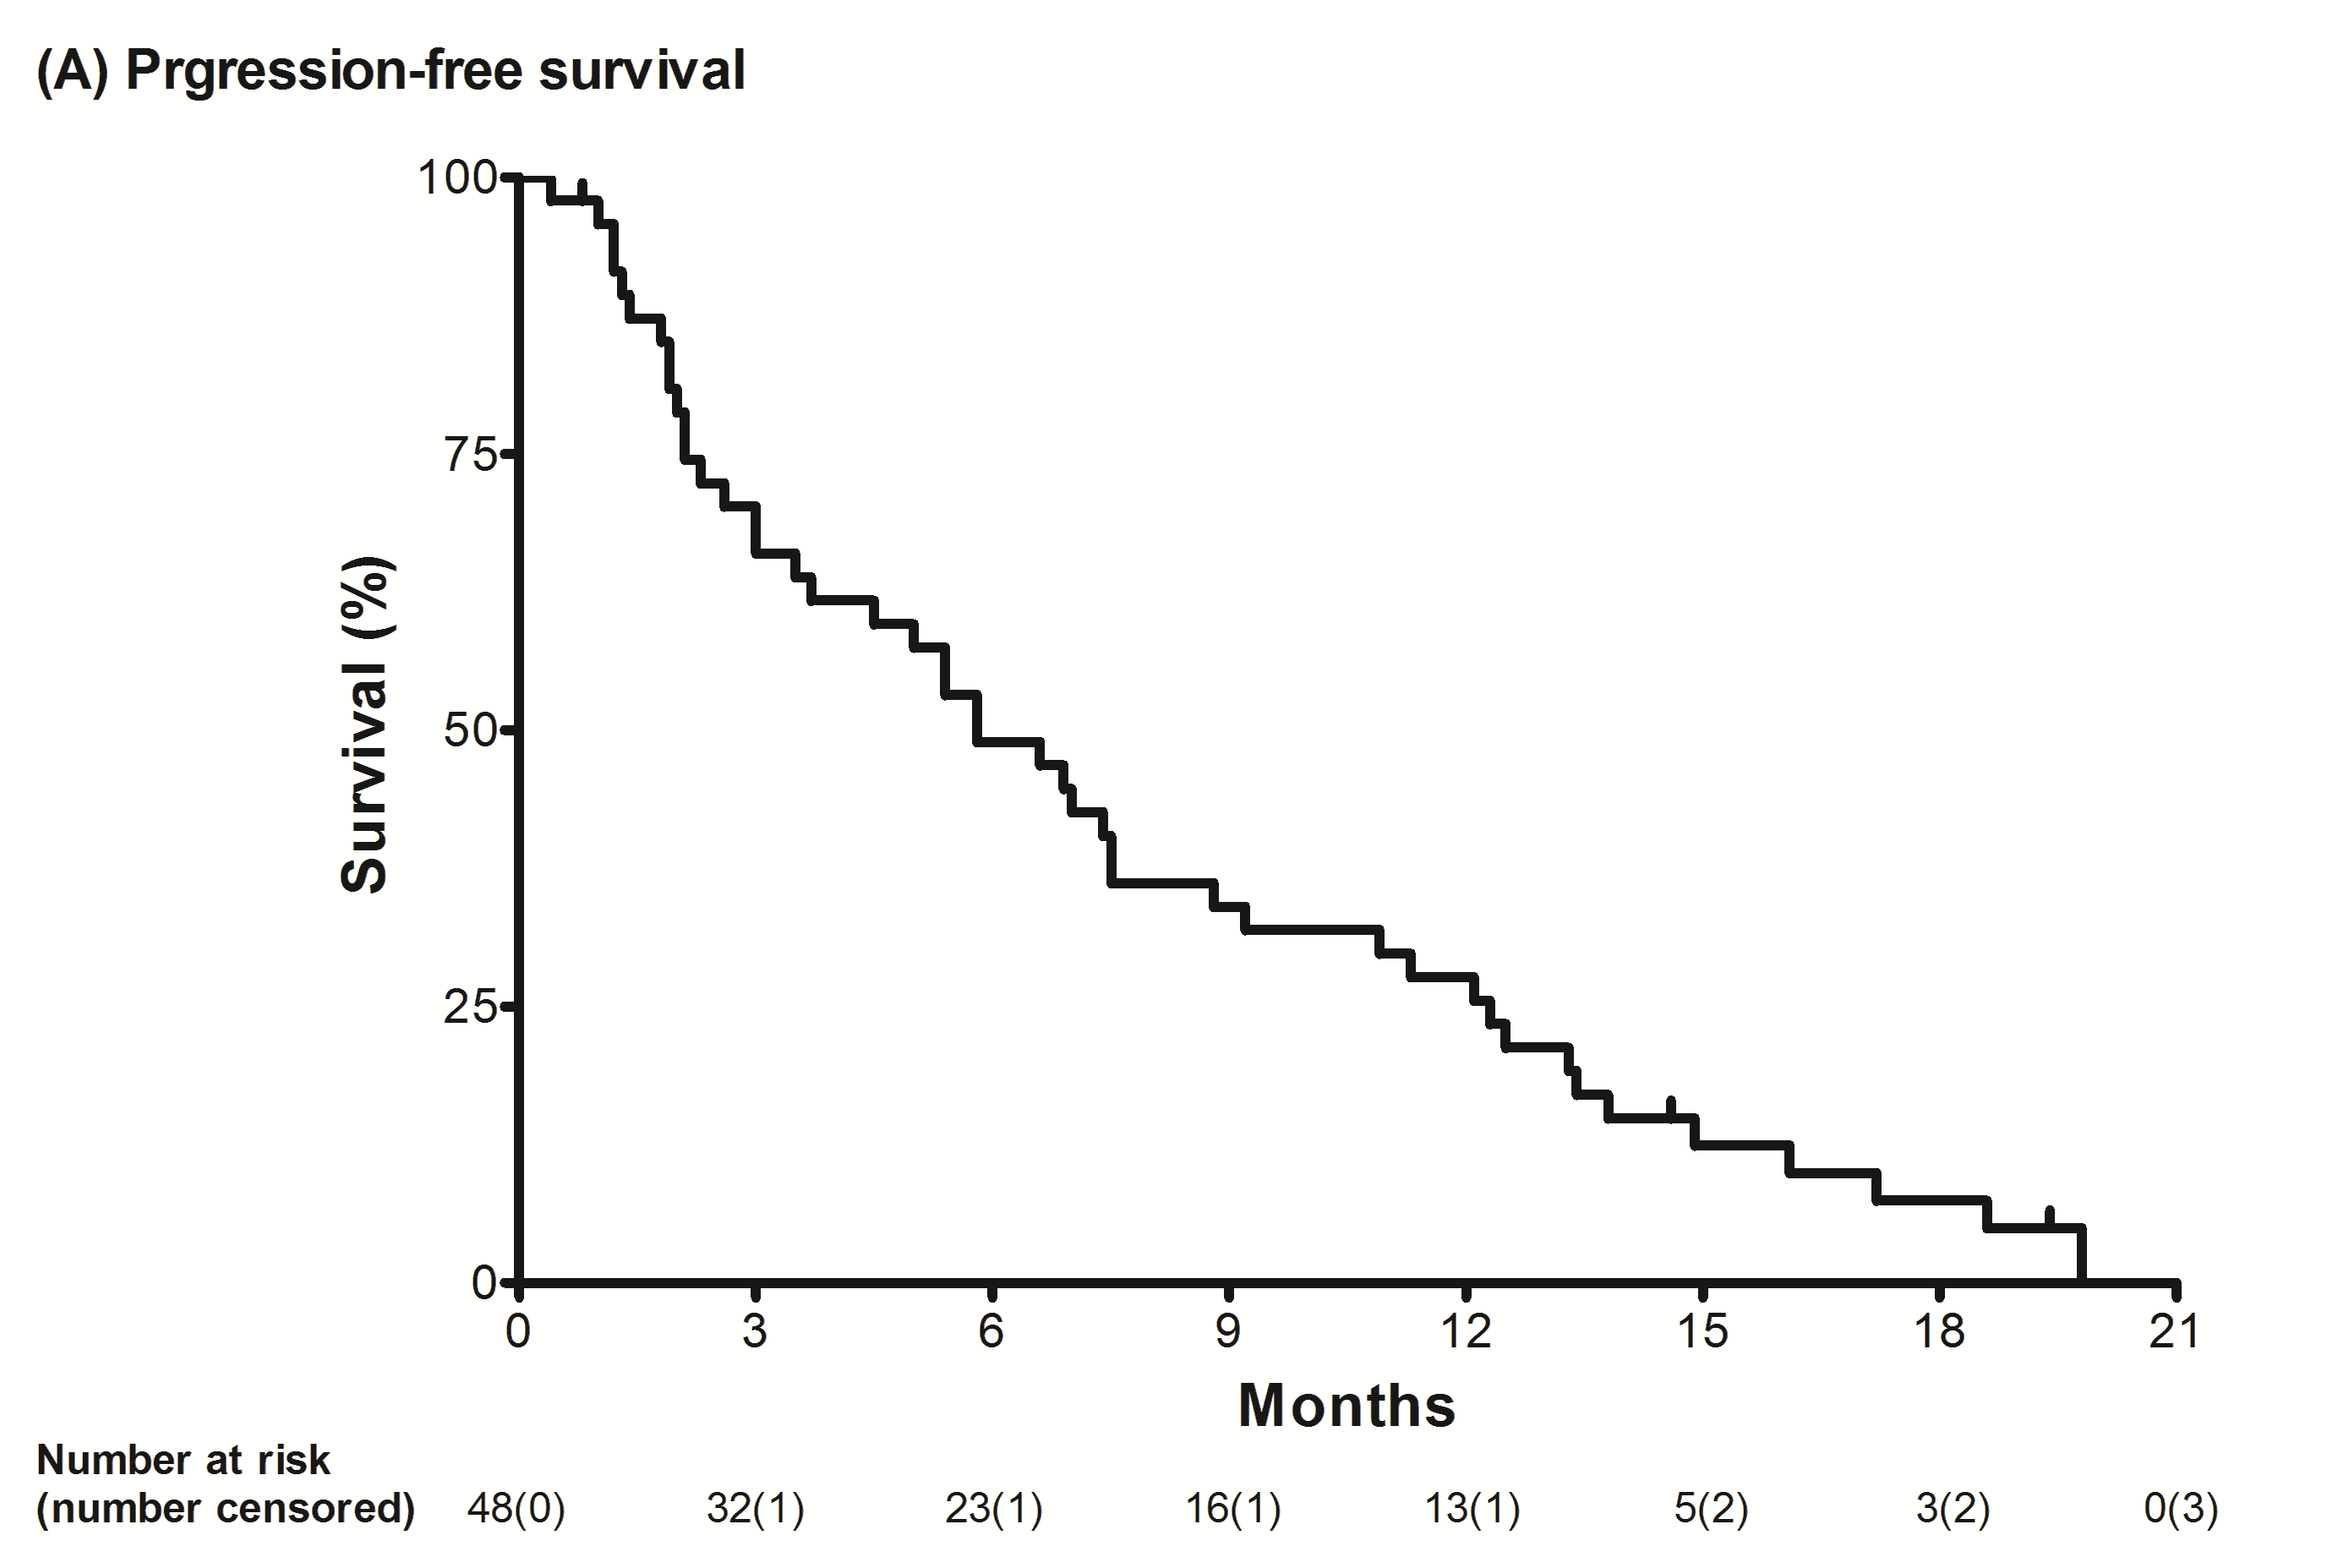 (A) Prgression-free survival
100
75
50
25
0
Survival (%)
0 3 6 9 12 15 18 21
Months
Number at risk
(number censored) 48(0) 32(1) 23(1) 16(1) 13(1) 5(2) 3(2) 0(3)